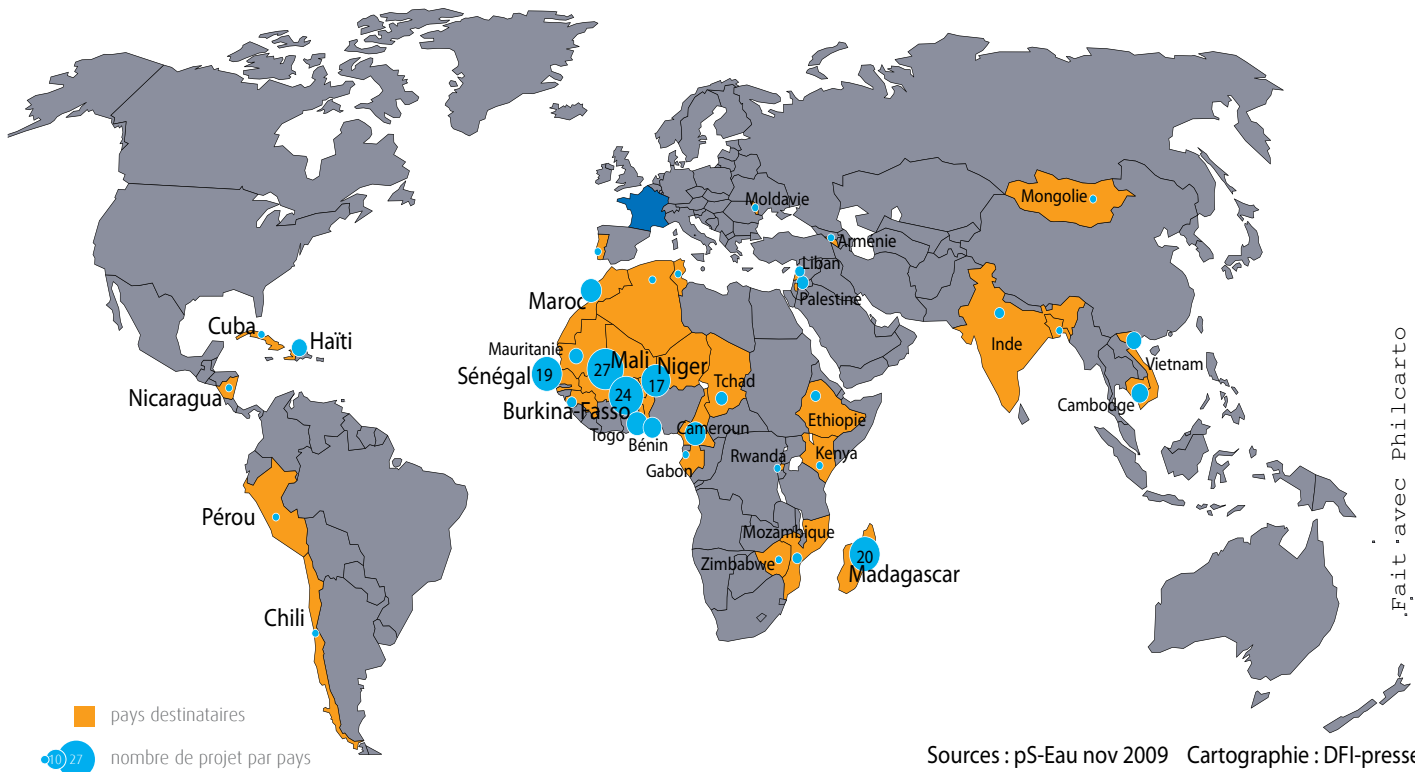 Moldavie
Mongolie
Arménie
Liban
Palestine
Maroc
Cuba
Haïti
Mauritanie
Mali
Niger
Inde
Vietnam
Sénégal
19
27
17
Tchad
Nicaragua
24
Cambodge
Burkina-Fasso
Ethiopie
Togo
Bénin
Cameroun
Gabon
Rwanda
Kenya
Pérou
Mozambique
Zimbabwe
20
Madagascar
Chili
pays destinataires
10 27 nombre de projet par pays
Sources : pS-Eau nov 2009 Cartographie : DFI-presse
Fait avec Philcarto